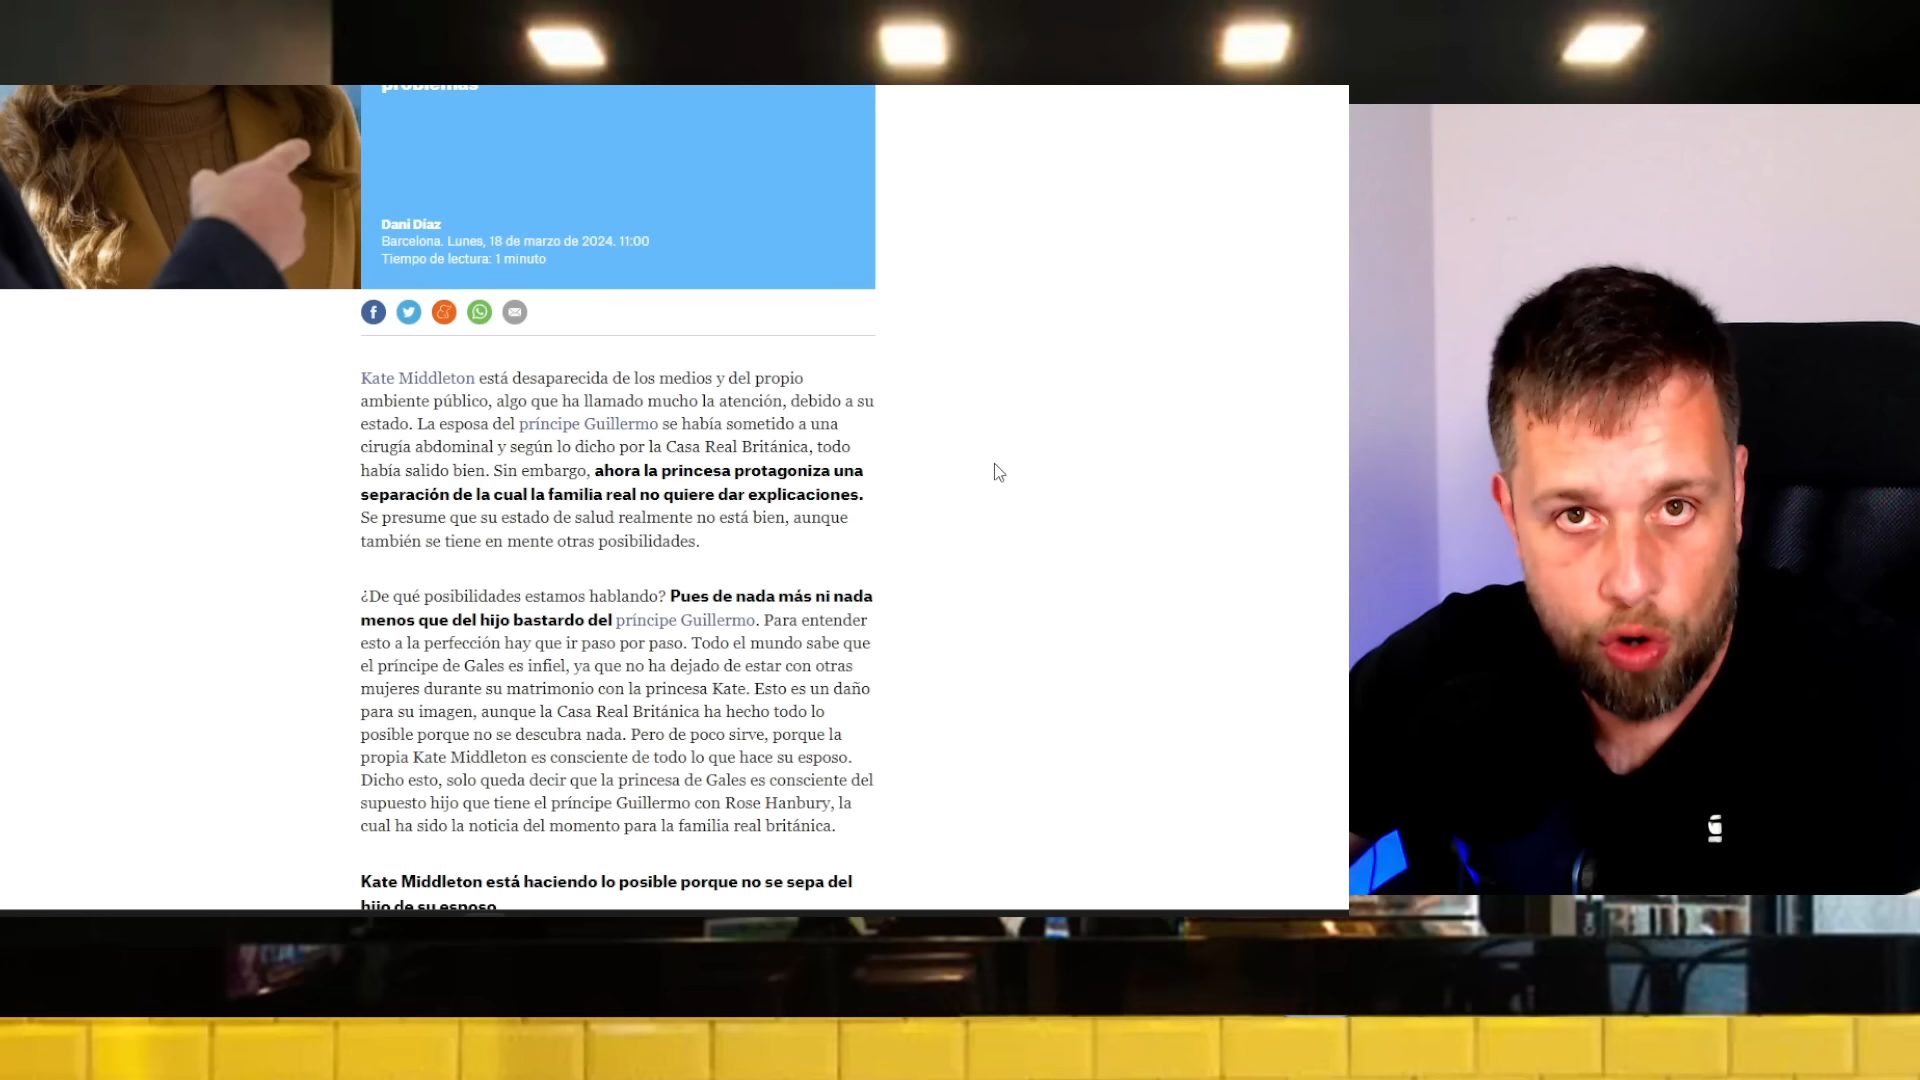 problemas
Dani Díaz
Barcelona. Lunes, 18 de marzo de 2024. 11:00
Tiempo de lectura: 1 minuto
Kate Middleton está desaparecida de los medios y del propio
ambiente público, algo que ha llamado mucho la atención, debido a su
estado. La esposa del príncipe Guillermo se había sometido a una
cirugía abdominal y según lo dicho por la Casa Real Británica, todo
había salido bien. Sin embargo, ahora la princesa protagoniza una
separación de la cual la familia real no quiere dar explicaciones.
Se presume que su estado de salud realmente no está bien, aunque
también se tiene en mente otras posibilidades.
¿De qué posibilidades estamos hablando? Pues de nada más ni nada
menos que del hijo bastardo del príncipe Guillermo. Para entender
esto a la perfección hay que ir paso por paso. Todo el mundo sabe que
el príncipe de Gales es infiel, ya que no ha dejado de estar con otras
mujeres durante su matrimonio con la princesa Kate. Esto es un daño
para su imagen, aunque la Casa Real Británica ha hecho todo lo
posible porque no se descubra nada. Pero de poco sirve, porque la
propia Kate Middleton es consciente de todo lo que hace su esposo.
Dicho esto, solo queda decir que la princesa de Gales es consciente del
supuesto hijo que tiene el príncipe Guillermo con Rose Hanbury, la
cual ha sido la noticia del momento para la familia real británica.
Kate Middleton está haciendo lo posible porque no se sepa del
hijo de su esposo